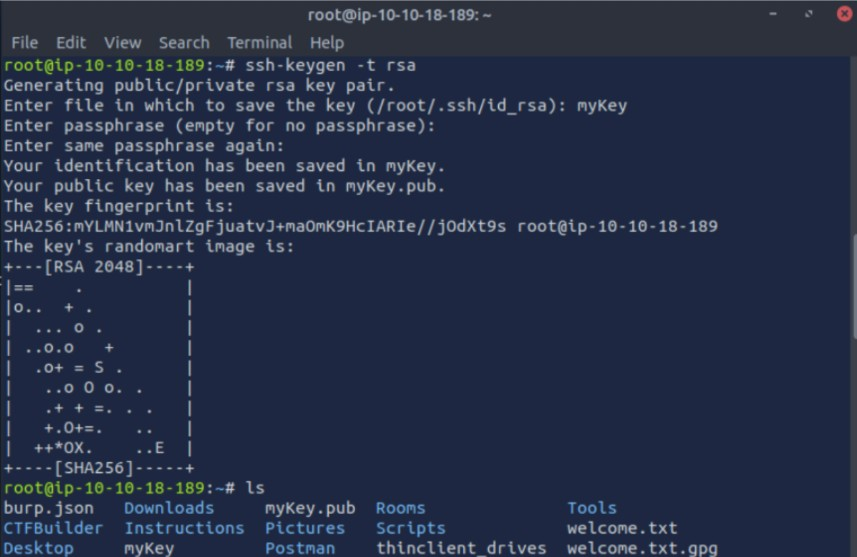 root@ip-10-10-18-189: ~
File Edit View Search Terminal Help
root@ip-10-10-18-189:~# ssh-keygen -t rsa
Generating public/private rsa key pair.
Enter file in which to save the key (/root/.ssh/id_rsa): myKey
Enter passphrase (empty for no passphrase):
Enter same passphrase again:
Your identification has been saved in myKey.
Your public key has been saved in myKey.pub.
The key fingerprint is:
SHA256:mYLMN1vmJnlZgFjuatvJ+maOmK9HcIARIe//jOdXt9s root@ip-10-10-18-189
The key's randomart image is:
+---[RSA 2048]----+
|==    .          |
|o..  + .         |
|  ... o .        |
| ..o.o   +       |
|  .o+ = S .      |
|   ..o O o. .    |
|   .+ + =. . .   |
|   +.O+=.   ..   |
|  ++*OX.    ..E  |
+----[SHA256]-----+
root@ip-10-10-18-189:~# ls
burp.json   Downloads     myKey.pub  Rooms              Tools
CTFBuilder  Instructions  Pictures   Scripts            welcome.txt
Desktop     myKey         Postman    thinclient_drives  welcome.txt.gpg